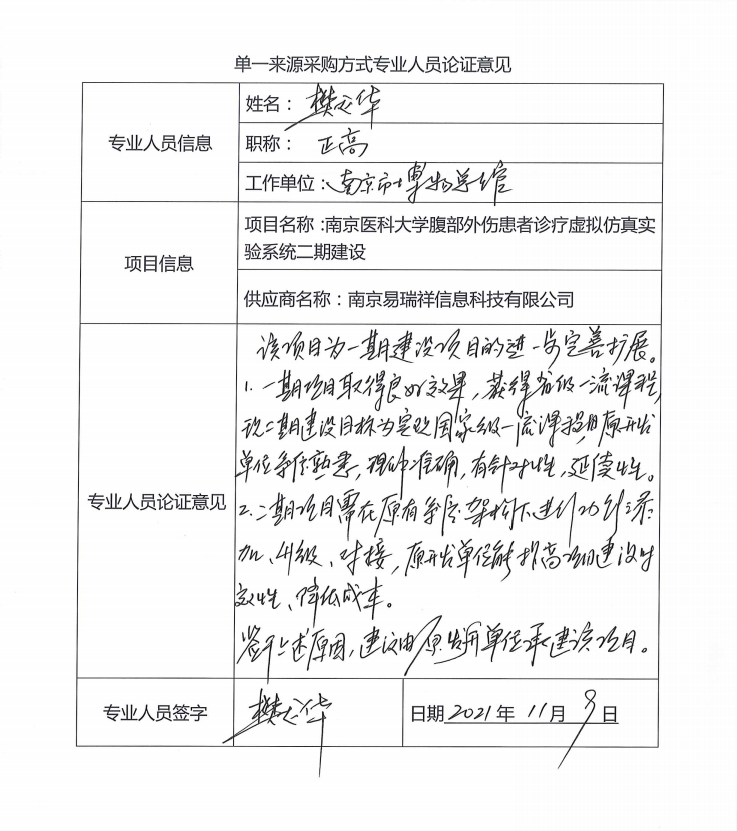 单一来源采购方式专业人员论证意见
专业人员信息
姓名：樊文华
职称：正高
工作单位：南京市博物总馆
项目信息
项目名称：南京医科大学腹部外伤患者诊疗虚拟仿真实
验系统二期建设
供应商名称：南京易瑞祥信息科技有限公司
专业人员论证意见
该项目为一期建设项目的进一步完善扩展。
1. 一期项目取得良好效果，获得省级一流课程，
现二期建设目标为实现国家级一流课程，由原开发
单位系统熟悉，理解准确，有针对性，延续性。
2. 二期项目需在原有系统架构下进行功能添
加、升级、对接，原开发单位能提高项目建设时
效性、降低成本。
鉴于上述原因，建议由原开发单位承建该项目。
专业人员签字
樊文华
日期 2021 年 11 月 9 日